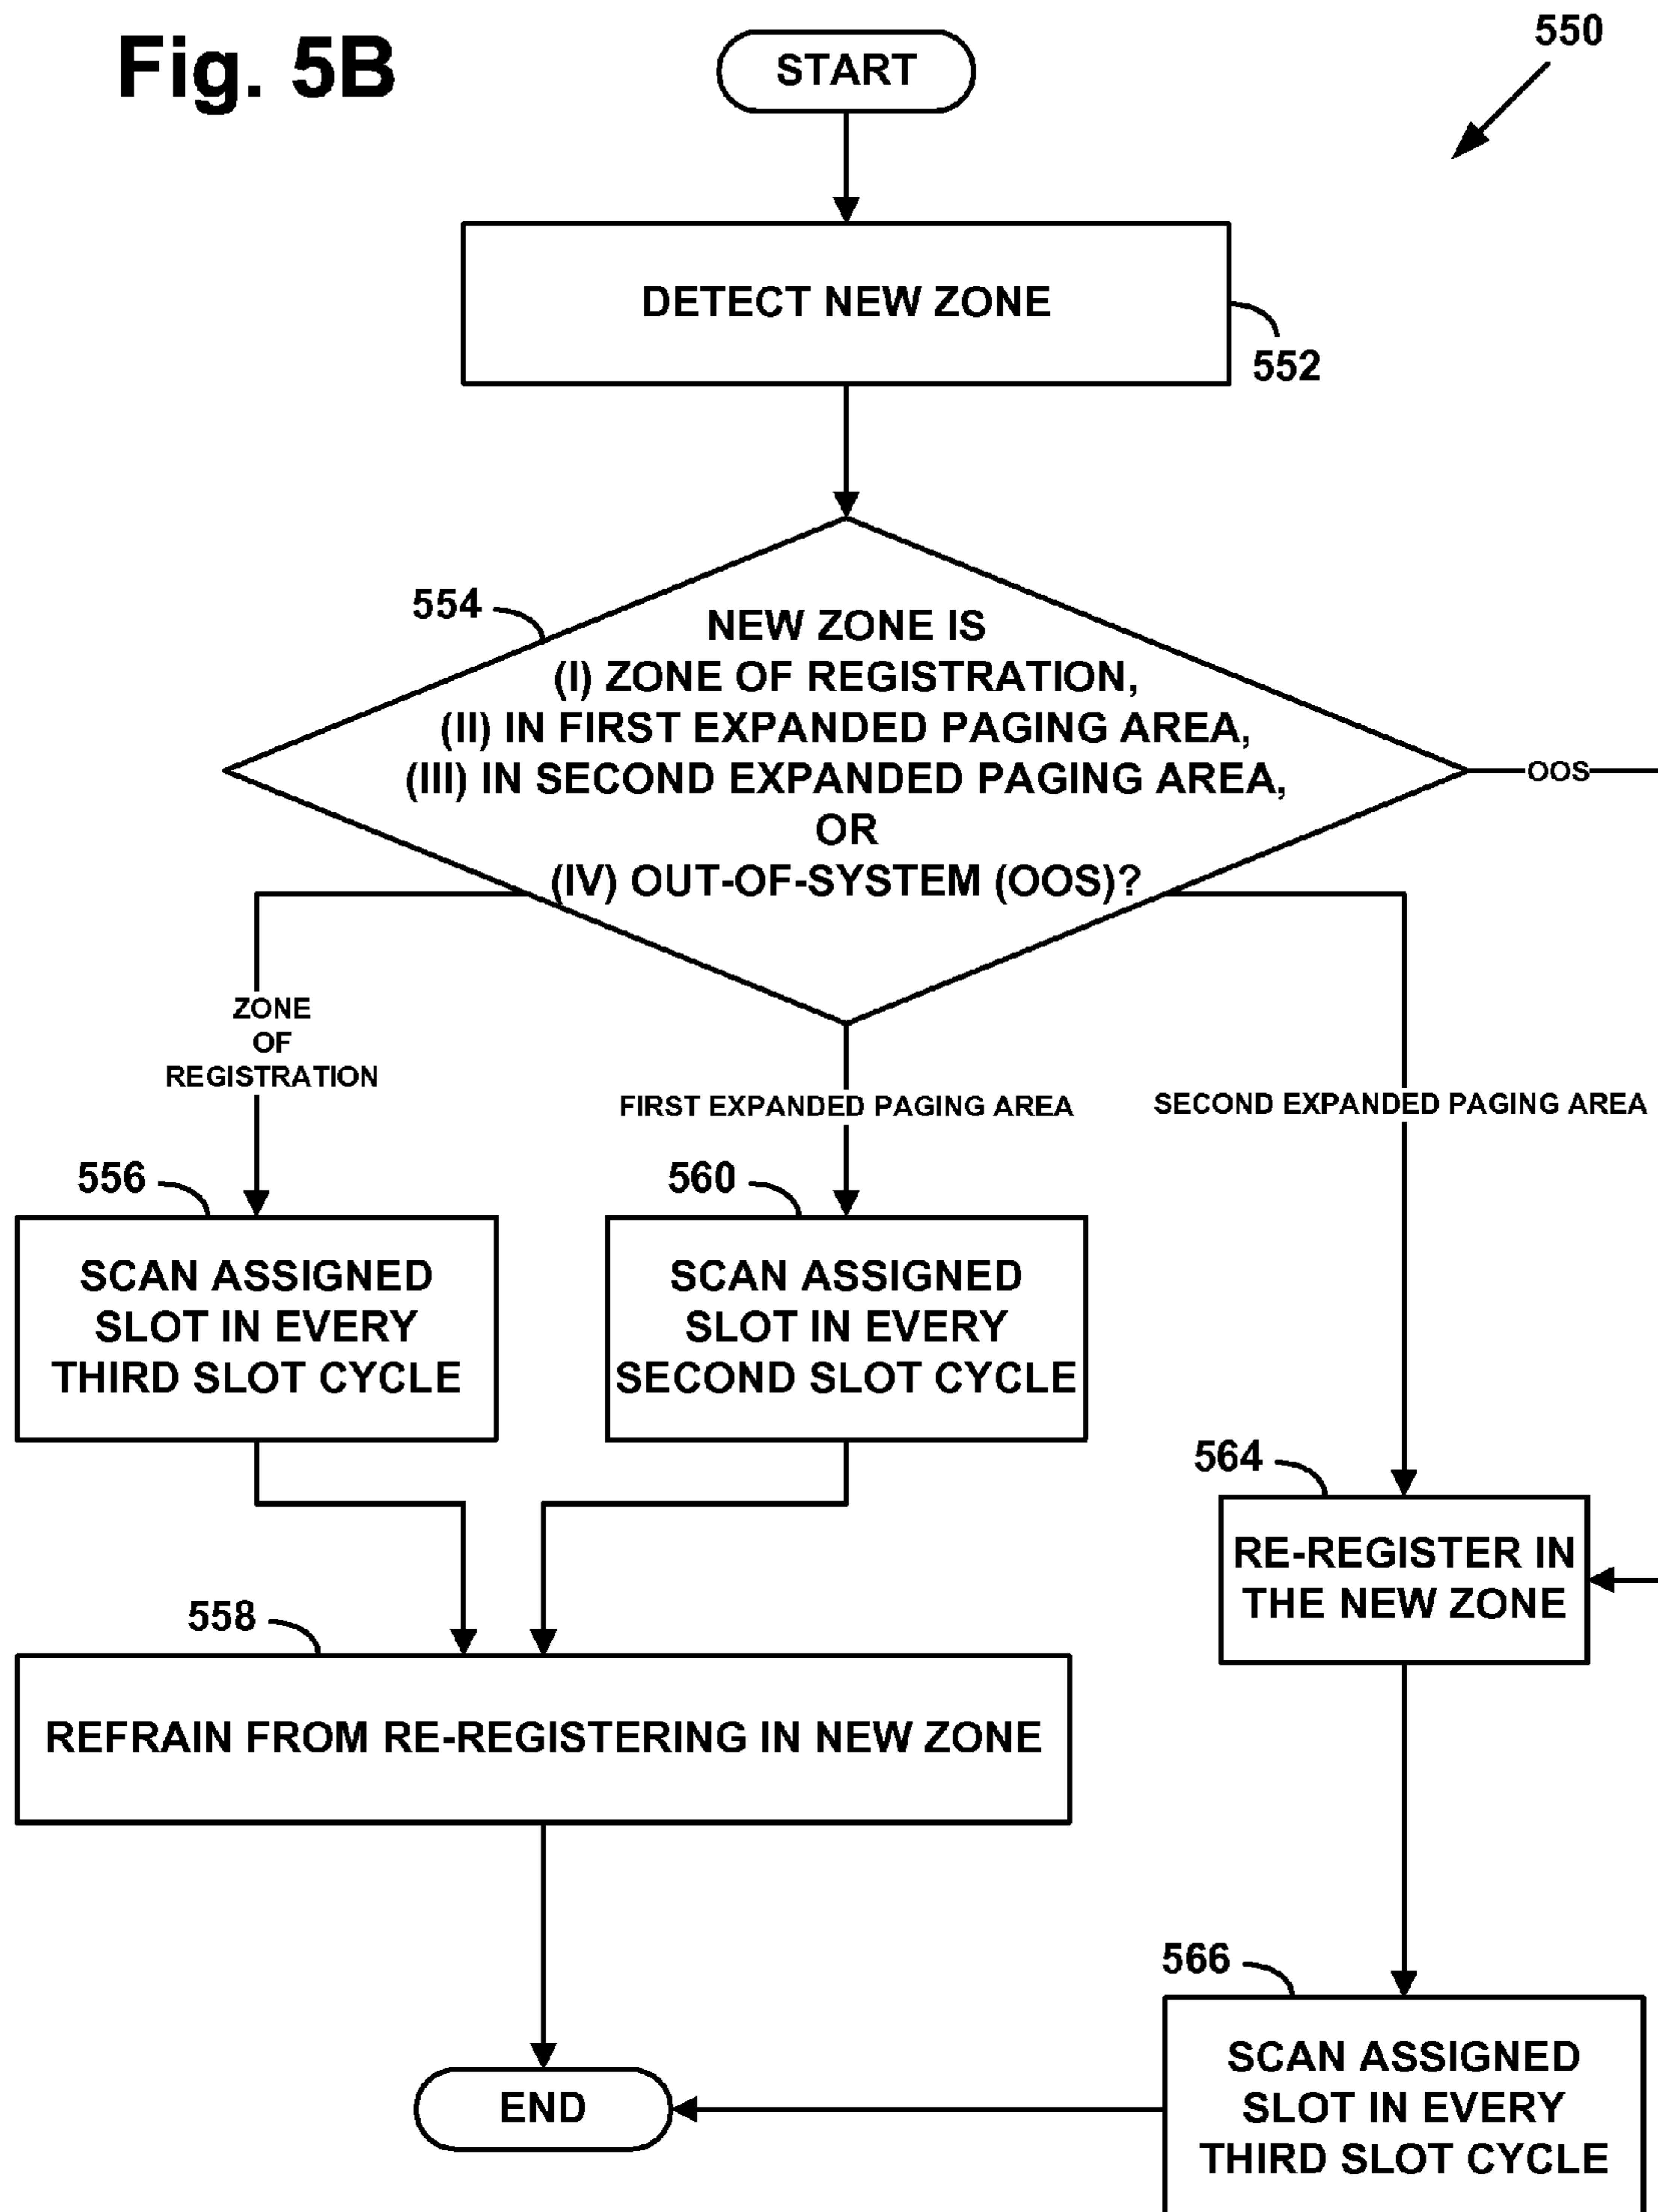 Fig. 5B
START
550
DETECT NEW ZONE
552
554
NEW ZONE IS
(I) ZONE OF REGISTRATION,
(II) IN FIRST EXPANDED PAGING AREA,
(III) IN SECOND EXPANDED PAGING AREA,
OR
(IV) OUT-OF-SYSTEM (OOS)?
OOS
ZONE
OF
REGISTRATION
FIRST EXPANDED PAGING AREA
SECOND EXPANDED PAGING AREA
556
SCAN ASSIGNED
SLOT IN EVERY
THIRD SLOT CYCLE
560
SCAN ASSIGNED
SLOT IN EVERY
SECOND SLOT CYCLE
564
RE-REGISTER IN
THE NEW ZONE
558
REFRAIN FROM RE-REGISTERING IN NEW ZONE
566
SCAN ASSIGNED
SLOT IN EVERY
THIRD SLOT CYCLE
END